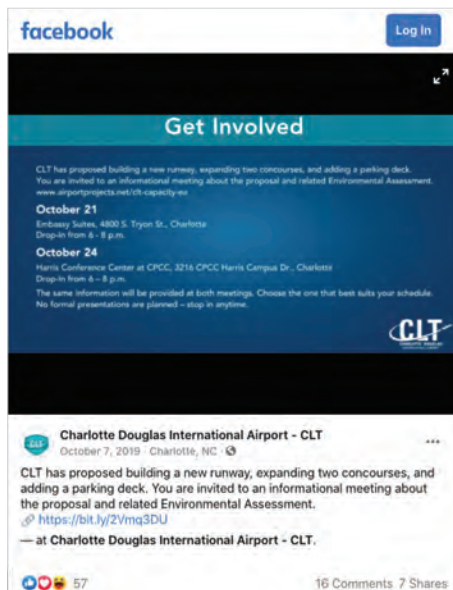 facebook
Log In
Get Involved
CLT has proposed building a new runway, expanding two concourses, and adding a parking deck.
You are invited to an informational meeting about the proposal and related Environmental Assessment.
www.airportprojects.net/clt-capacity-ea
October 21
Embassy Suites, 4800 S. Tryon St., Charlotte
Drop-in from 6 - 8 p.m.
October 24
Harris Conference Center at CPCC, 3216 CPCC Harris Campus Dr., Charlotte
Drop-in from 6 – 8 p.m.
The same information will be provided at both meetings. Choose the one that best suits your schedule.
No formal presentations are planned – stop in anytime.
CLT
CLT
Charlotte Douglas International Airport - CLT
October 7, 2019 · Charlotte, NC ·
CLT has proposed building a new runway, expanding two concourses, and
adding a parking deck. You are invited to an informational meeting about
the proposal and related Environmental Assessment.
https://bit.ly/2Vmq3DU
— at Charlotte Douglas International Airport - CLT.
57
16 Comments 7 Shares